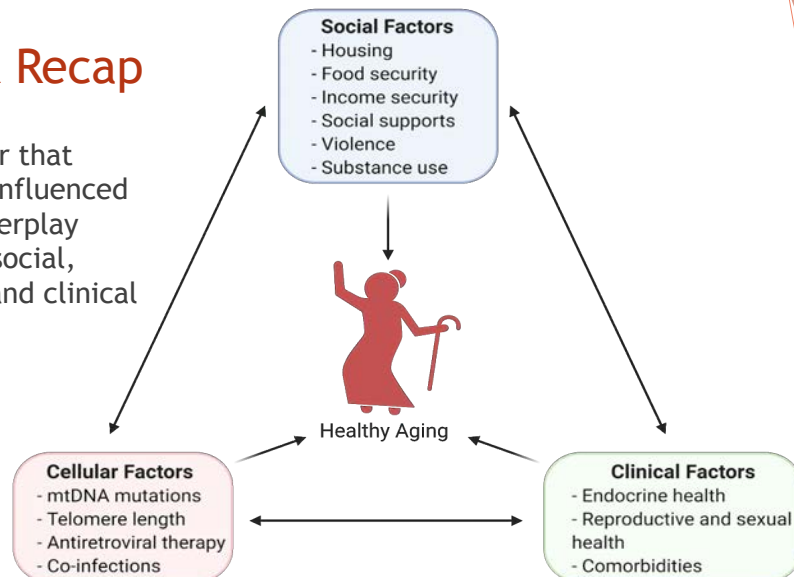 Recap
r that
nfluenced
erplay
social,
and clinical
Social Factors
- Housing
- Food security
- Income security
- Social supports
- Violence
- Substance use
Healthy Aging
Cellular Factors
- mtDNA mutations
- Telomere length
- Antiretroviral therapy
- Co-infections
Clinical Factors
- Endocrine health
- Reproductive and sexual
health
- Comorbidities